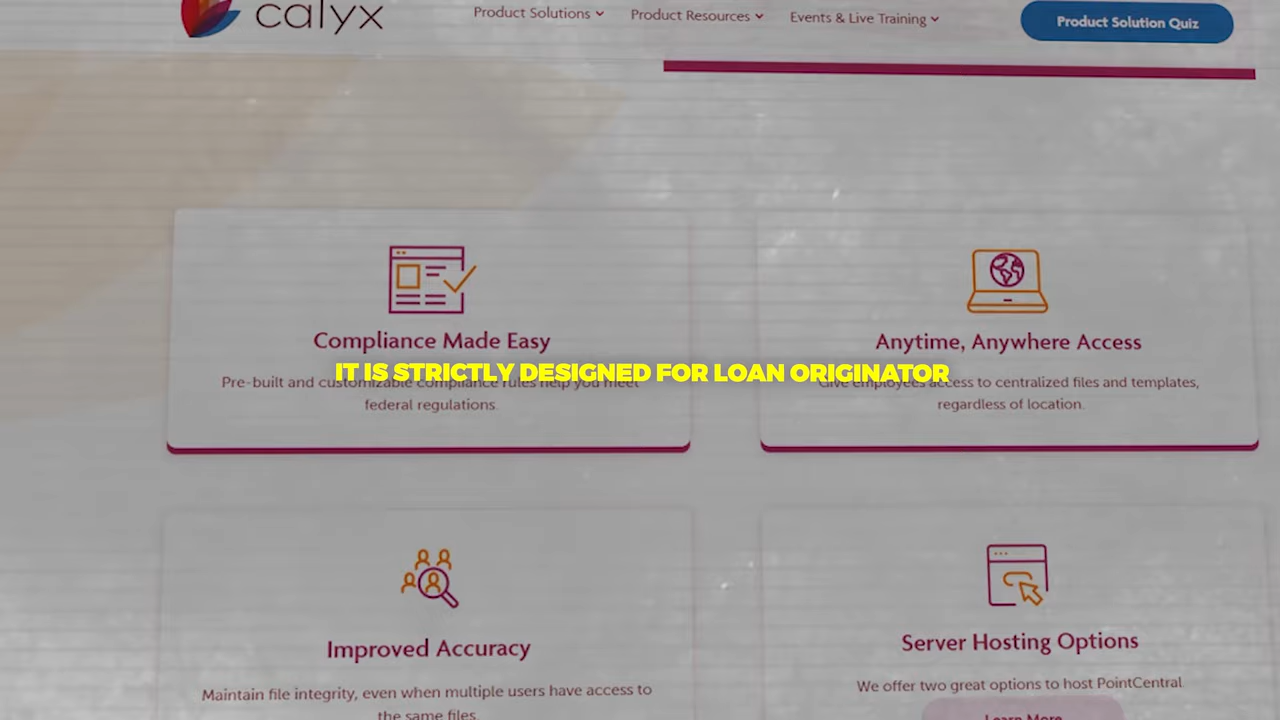 calyx
Product Solutions
Product Resources
Events & Live Training
Product Solution Quiz
Compliance Made Easy
Pre-built and customizable compliance rules help you meet
federal regulations.
Anytime, Anywhere Access
Give employees access to centralized files and templates,
regardless of location.
IT IS STRICTLY DESIGNED FOR LOAN ORIGINATOR
Improved Accuracy
Maintain file integrity, even when multiple users have access to
the same files.
Server Hosting Options
We offer two great options to host PointCentral
Learn More